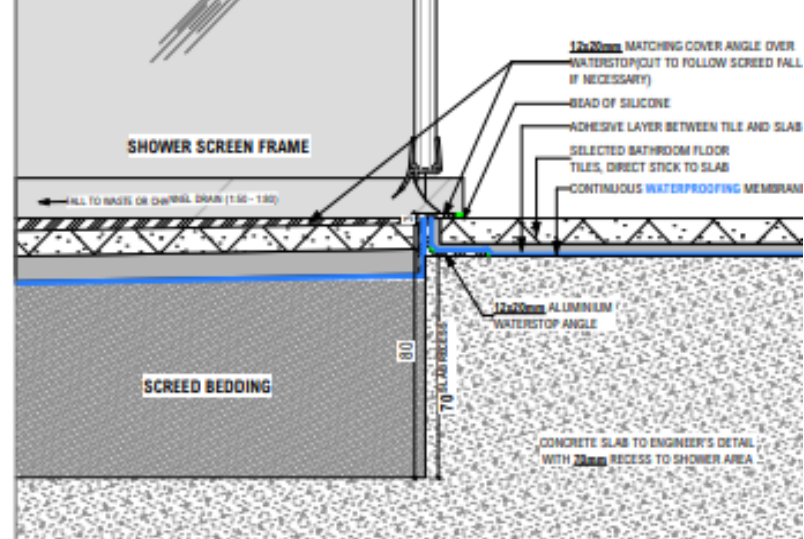 12x20mm MATCHING COVER ANGLE OVER
WATERSTOP(CUT TO FOLLOW SCREED FALL
IF NECESSARY)
BEAD OF SILICONE
ADHESIVE LAYER BETWEEN TILE AND SLAB
SELECTED BATHROOM FLOOR
TILES, DIRECT STICK TO SLAB
CONTINUOUS WATERPROOFING MEMBRAN
SHOWER SCREEN FRAME
FALL TO WASTE OR CHANNEL DRAIN (1:50 - 1:80)
12x20mm ALUMINIUM
WATERSTOP ANGLE
80
70 SLAB RECESS
SCREED BEDDING
CONCRETE SLAB TO ENGINEER'S DETAIL
WITH 70mm RECESS TO SHOWER AREA